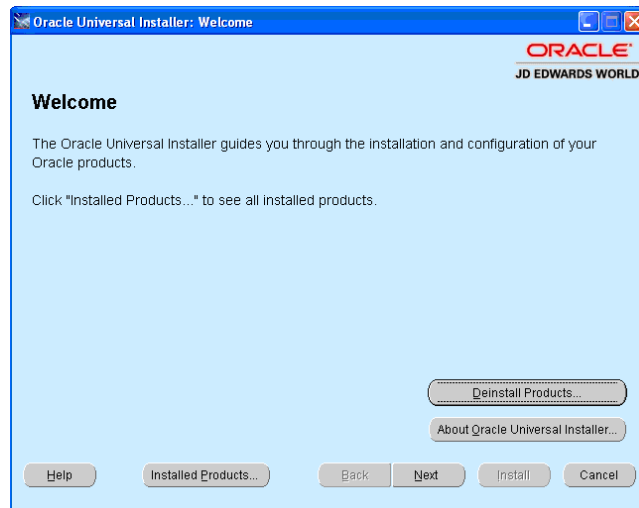 Oracle Universal Installer: Welcome
ORACLE
JD EDWARDS WORLD
Welcome
The Oracle Universal Installer guides you through the installation and configuration of your
Oracle products.
Click "Installed Products..." to see all installed products.
Deinstall Products...
About Oracle Universal Installer...
Help
Installed Products...
Back
Next
Install
Cancel